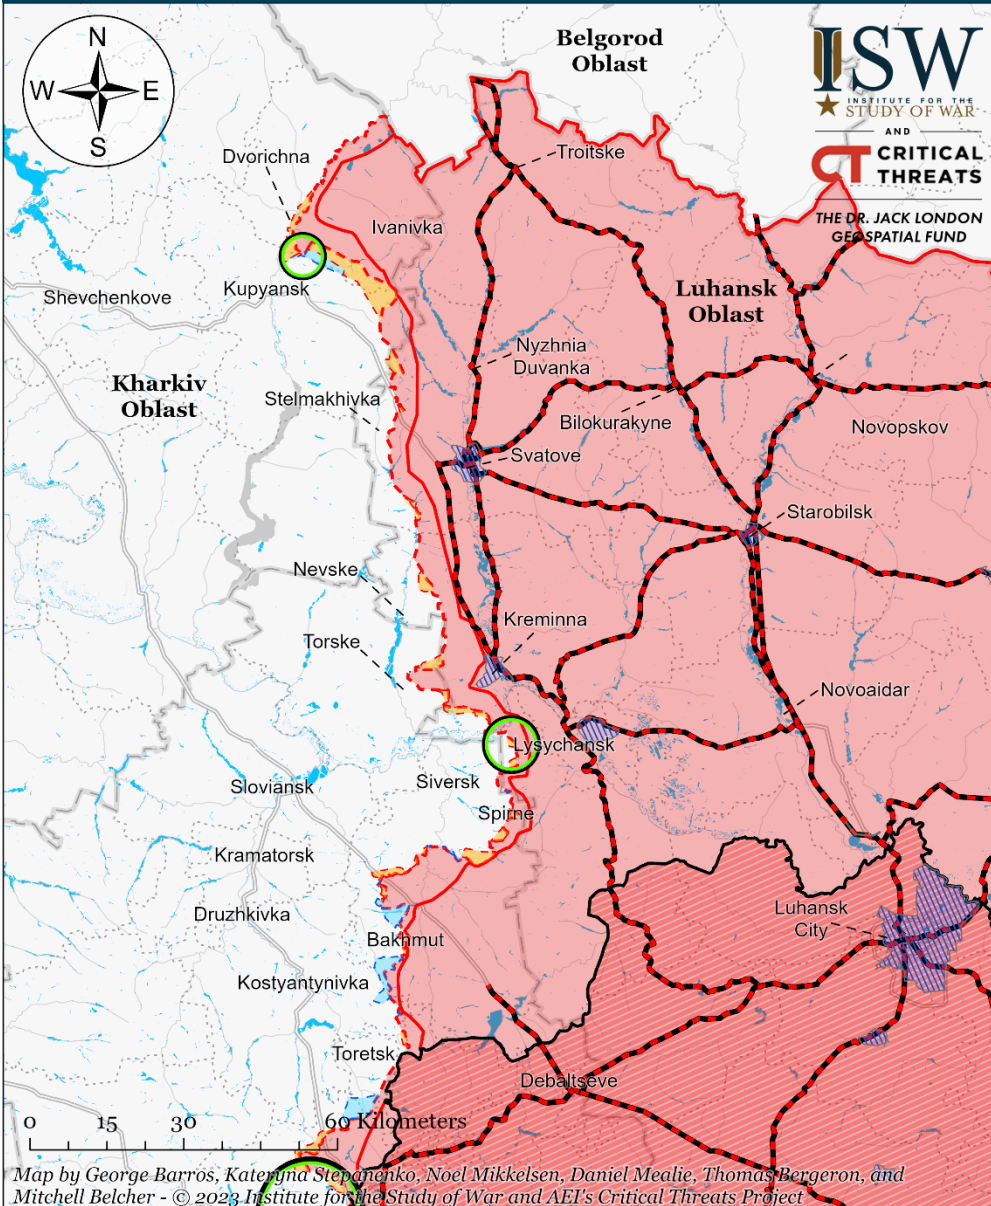 N
W
E
S
Belgorod
Oblast
ISW
INSTITUTE FOR THE
STUDY OF WAR
AND
CT CRITICAL
THREATS
THE DR. JACK LONDON
GEOSPATIAL FUND
Dvorichna
Troitske
Ivanivka
Shevchenkove
Kupyansk
Luhansk
Oblast
Nyzhnia
Duvanka
Kharkiv
Oblast
Stelmakhivka
Bilokurakyne
Novopskov
Svatove
Starobilsk
Nevske
Kreminna
Torske
Novoaidar
Lysychansk
Siversk
Sloviansk
Spirne
Kramatorsk
Druzhkivka
Luhansk
City
Bakhmut
Kostyantynivka
Toretsk
Debaltseve
0 15 30 60 Kilometers
Map by George Barros, Kateryna Stepanenko, Noel Mikkelsen, Daniel Mealie, Thomas Bergeron, and
Mitchell Belcher - © 2023 Institute for the Study of War and AEI's Critical Threats Project